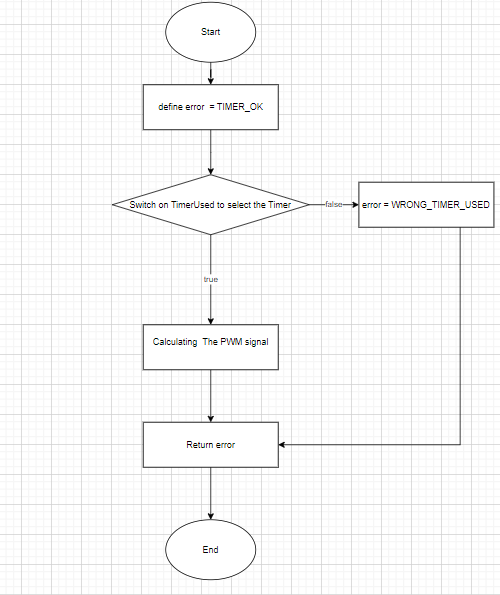 Start
define error  = TIMER_OK
Switch on TimerUsed to select the Timer
false
error = WRONG_TIMER_USED
true
Calculating  The PWM signal
Return error
End